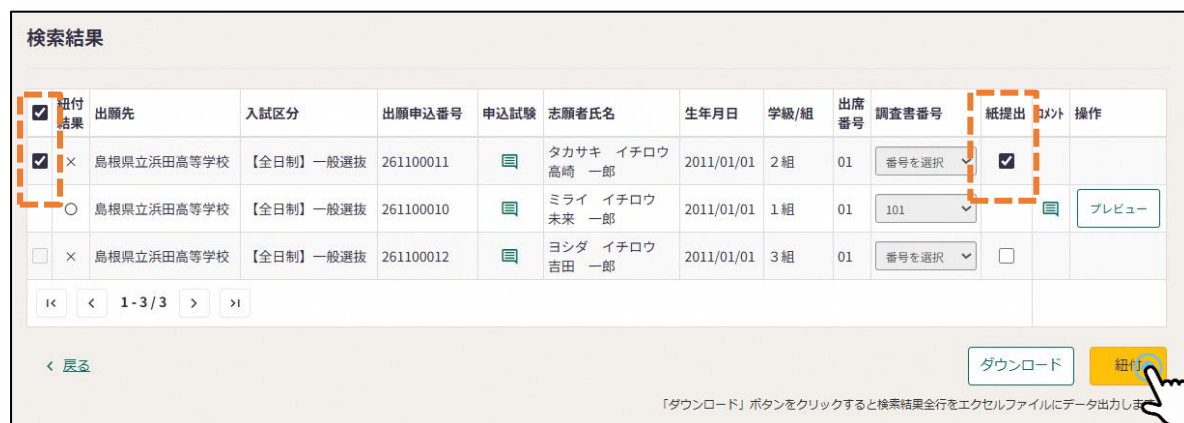 検索結果
紐付結果 出願先 入試区分 出願申込番号 申込試験 志願者氏名 生年月日 学級/組 出席番号 調査書番号 紙提出 コメント 操作
× 島根県立浜田高等学校 【全日制】一般選抜 261100011 タカサキ イチロウ 高崎 一郎 2011/01/01 2組 01 番号を選択
○ 島根県立浜田高等学校 【全日制】一般選抜 261100010 ミライ イチロウ 未来 一郎 2011/01/01 1組 01 101 プレビュー
× 島根県立浜田高等学校 【全日制】一般選抜 261100012 ヨシダ イチロウ 吉田 一郎 2011/01/01 3組 01 番号を選択
1-3/3
戻る ダウンロード 紐付
「ダウンロード」ボタンをクリックすると検索結果全行をエクセルファイルにデータ出力しま